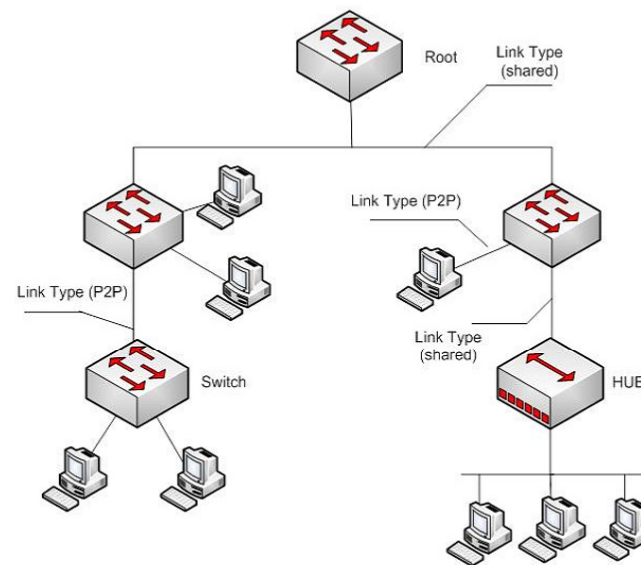 Root
Link Type
(shared)
Link Type (P2P)
Link Type (P2P)
Link Type
(shared)
Switch
HUB